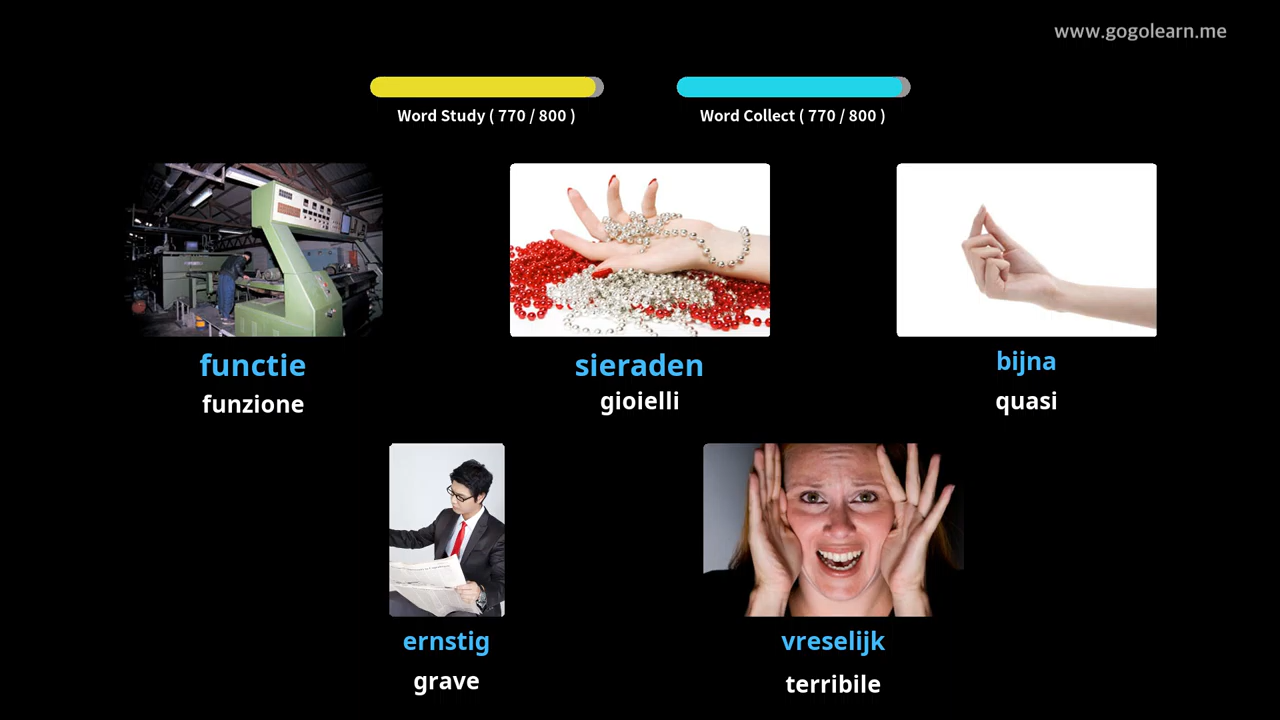 www.gogolearn.me
Word Study ( 770 / 800 )
Word Collect ( 770 / 800 )
functie
funzione
sieraden
gioielli
bijna
quasi
ernstig
grave
vreselijk
terribile